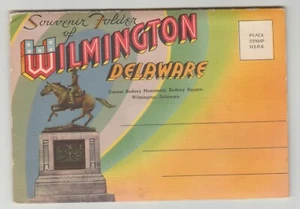 Souvenir Folder
of
WILMINGTON
DELAWARE
Caesar Rodney Monument, Rodney Square
Wilmington, Delaware
PLACE
STAMP
HERE